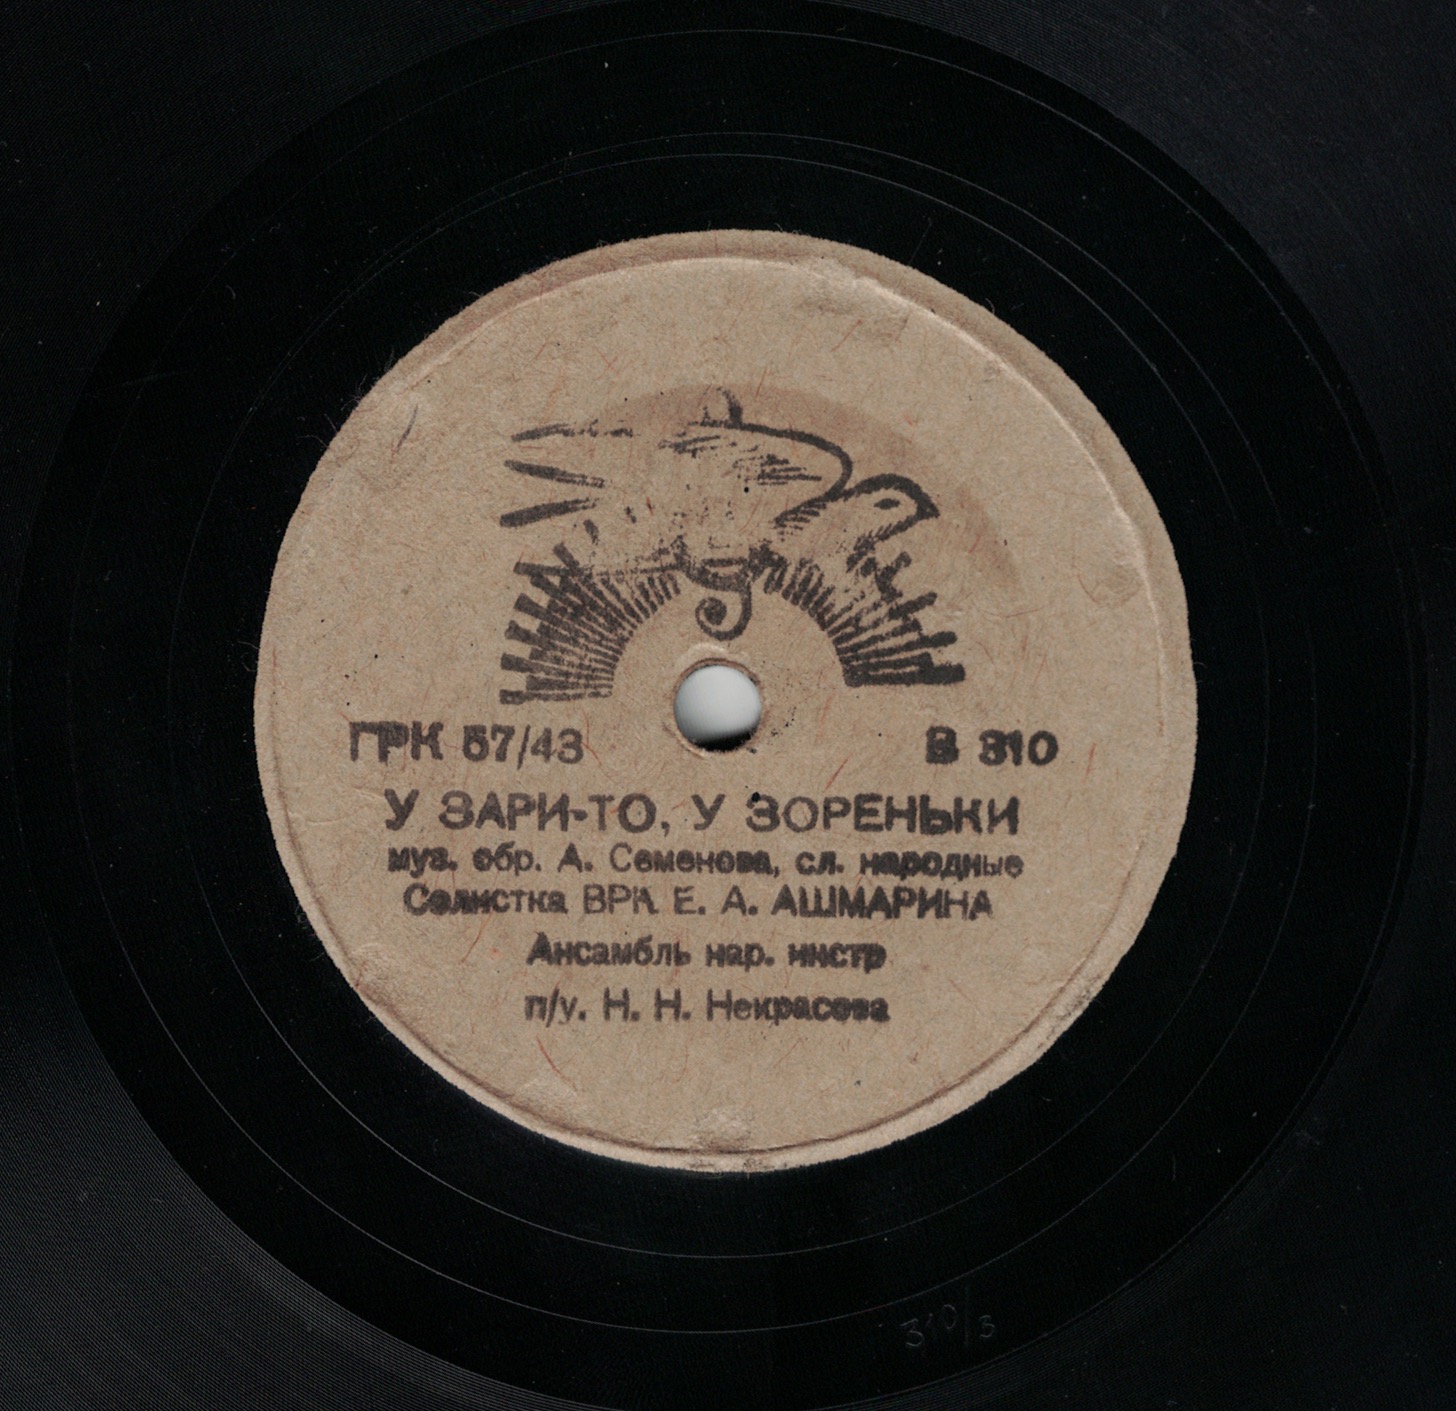 ГРК 57/43 В 310
У ЗАРИ-ТО, У ЗОРЕНЬКИ
муз. обр. А. Семенова, сл. народные
Солистка ВРК Е. А. АШМАРИНА
Ансамбль нар. инстр
п/у. Н. Н. Некрасова
310/3